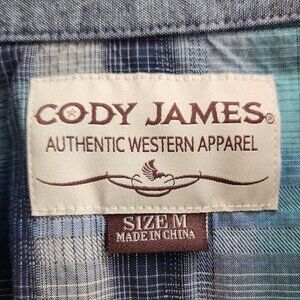 CODY JAMES®
AUTHENTIC WESTERN APPAREL
SIZE M
MADE IN CHINA